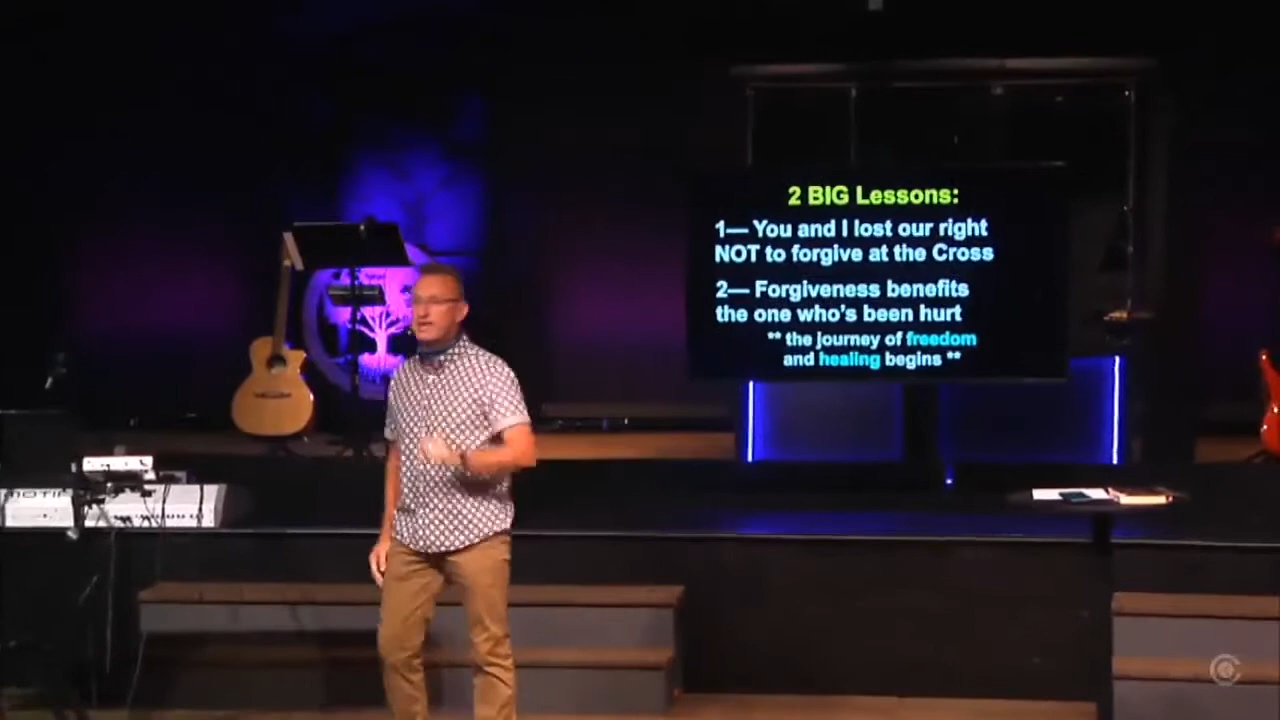 2 BIG Lessons:
1— You and I lost our right
NOT to forgive at the Cross
2— Forgiveness benefits
the one who's been hurt
** the journey of freedom
and healing begins **
MOTIF